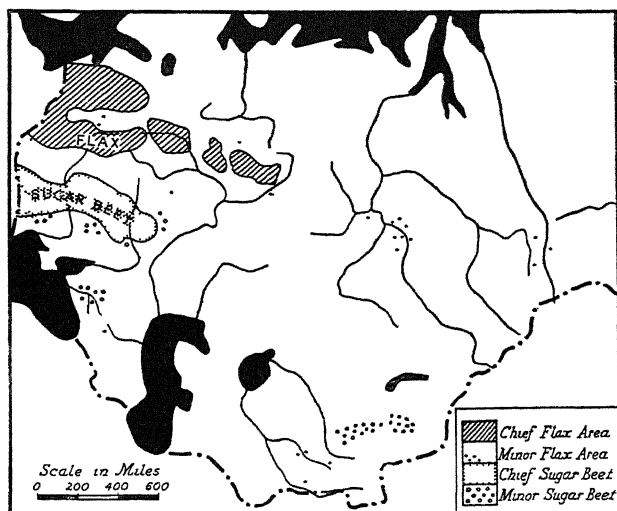 FLAX
SUGAR BEET
Scale in Miles
0 200 400 600
Chief Flax Area
Minor Flax Area
Chief Sugar Beet
Minor Sugar Beet